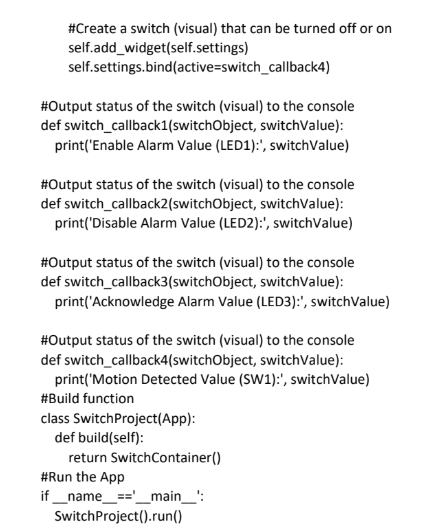 #Create a switch (visual) that can be turned off or on
self.add_widget(self.settings)
self.settings.bind(active=switch_callback4)
#Output status of the switch (visual) to the console
def switch_callback1(switchObject, switchValue):
print('Enable Alarm Value (LED1):', switchValue)
#Output status of the switch (visual) to the console
def switch_callback2(switchObject, switchValue):
print('Disable Alarm Value (LED2):', switchValue)
#Output status of the switch (visual) to the console
def switch_callback3(switchObject, switchValue):
print('Acknowledge Alarm Value (LED3):', switchValue)
#Output status of the switch (visual) to the console
def switch_callback4(switchObject, switchValue):
print('Motion Detected Value (SW1):', switchValue)
#Build function
class SwitchProject(App):
def build(self):
return SwitchContainer()
#Run the App
if __name__=='__main__':
SwitchProject().run()